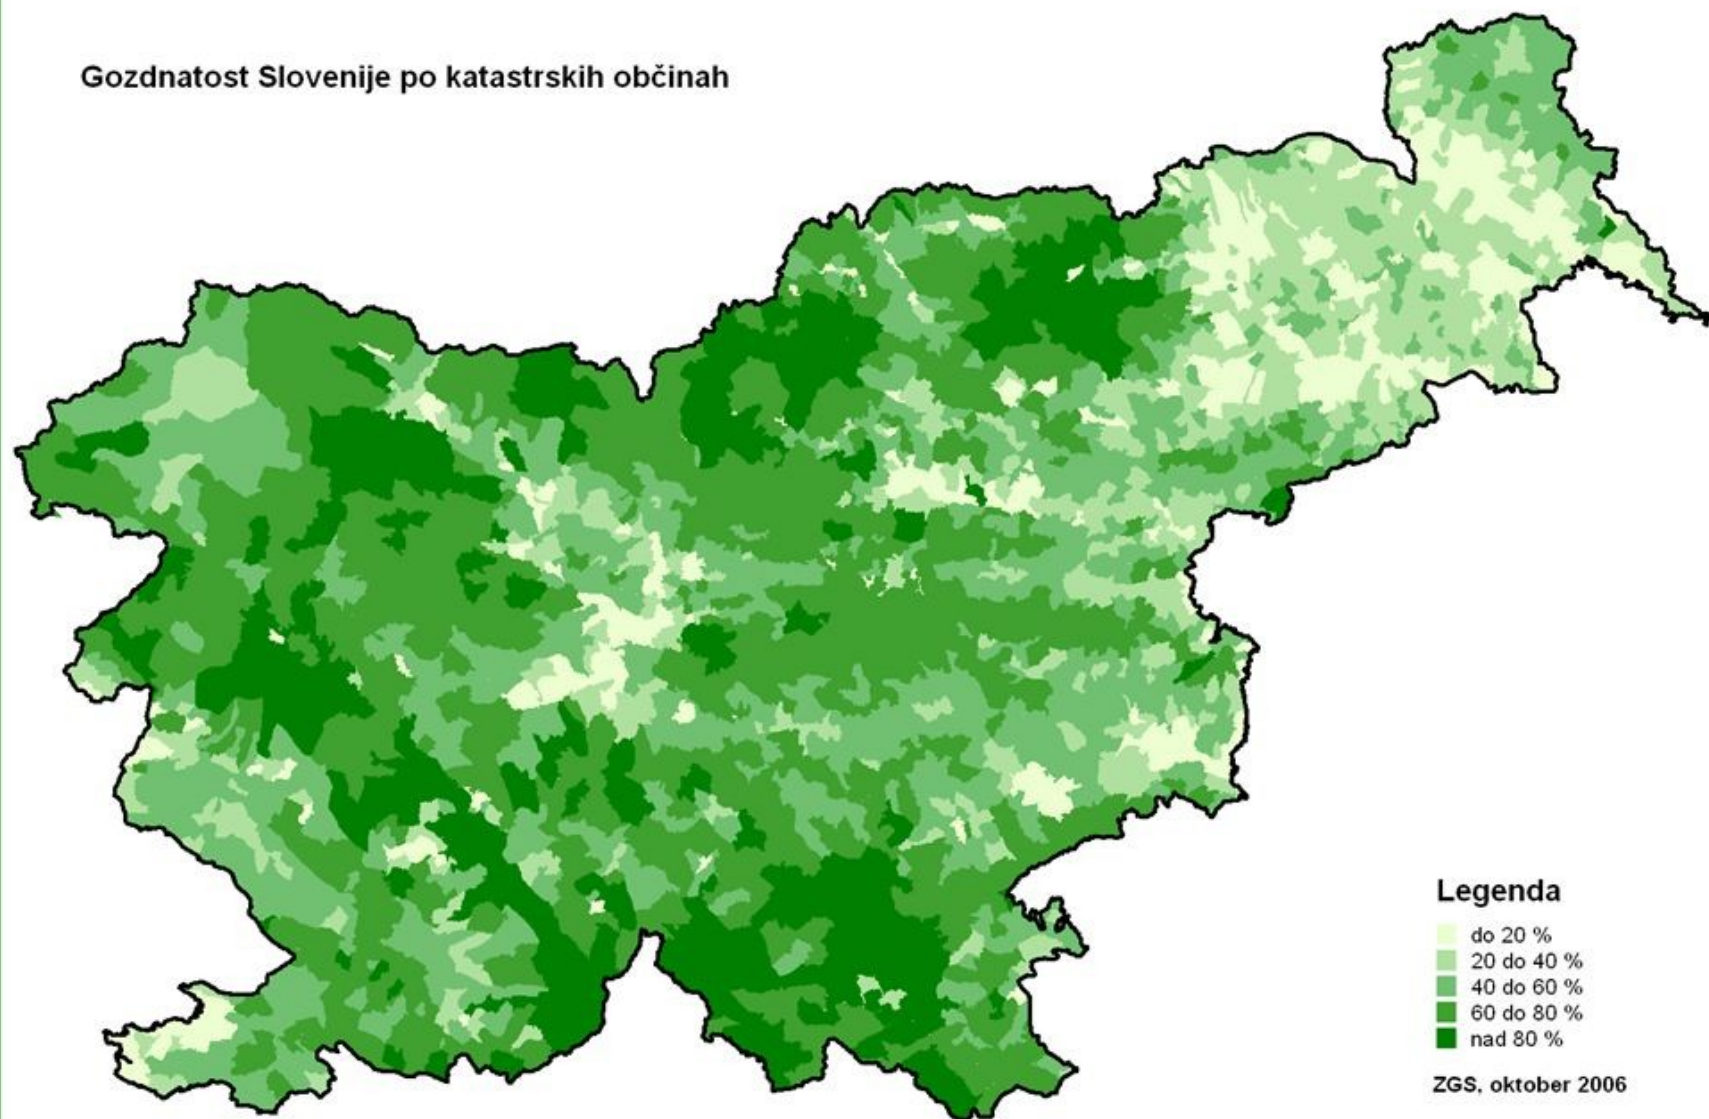 Gozdnatost Slovenije po katastrskih občinah
Legenda
do 20 %
20 do 40 %
40 do 60 %
60 do 80 %
nad 80 %
ZGS, oktober 2006